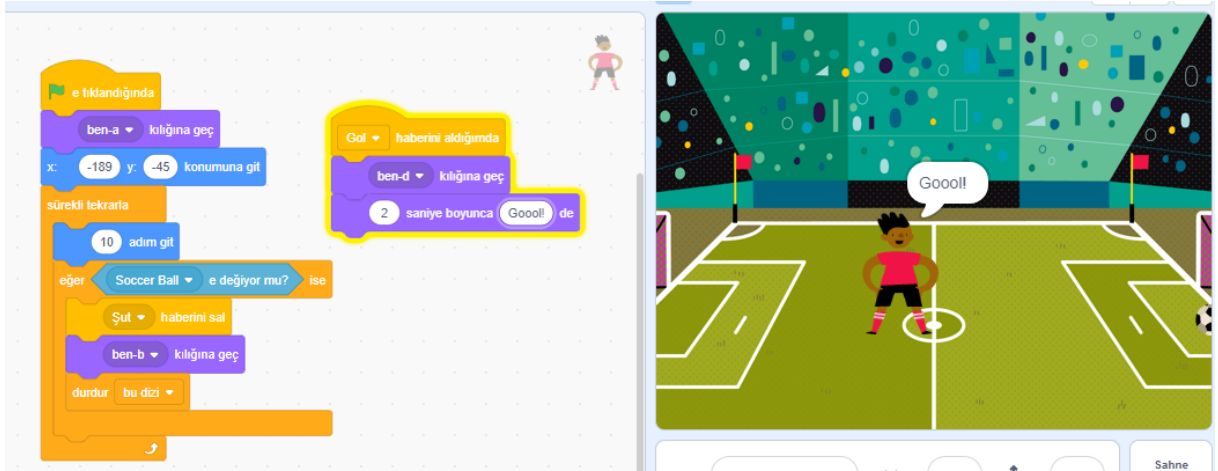 e tıklandığında
ben-a kılığına geç
x: -189 y: -45 konumuna git
sürekli tekrarla
10 adım git
eğer Soccer Ball e değiyor mu? ise
Şut haberini sal
ben-b kılığına geç
durdur bu dizi
Gol haberini aldığımda
ben-d kılığına geç
2 saniye boyunca Goool! de
Goool!
Sahne